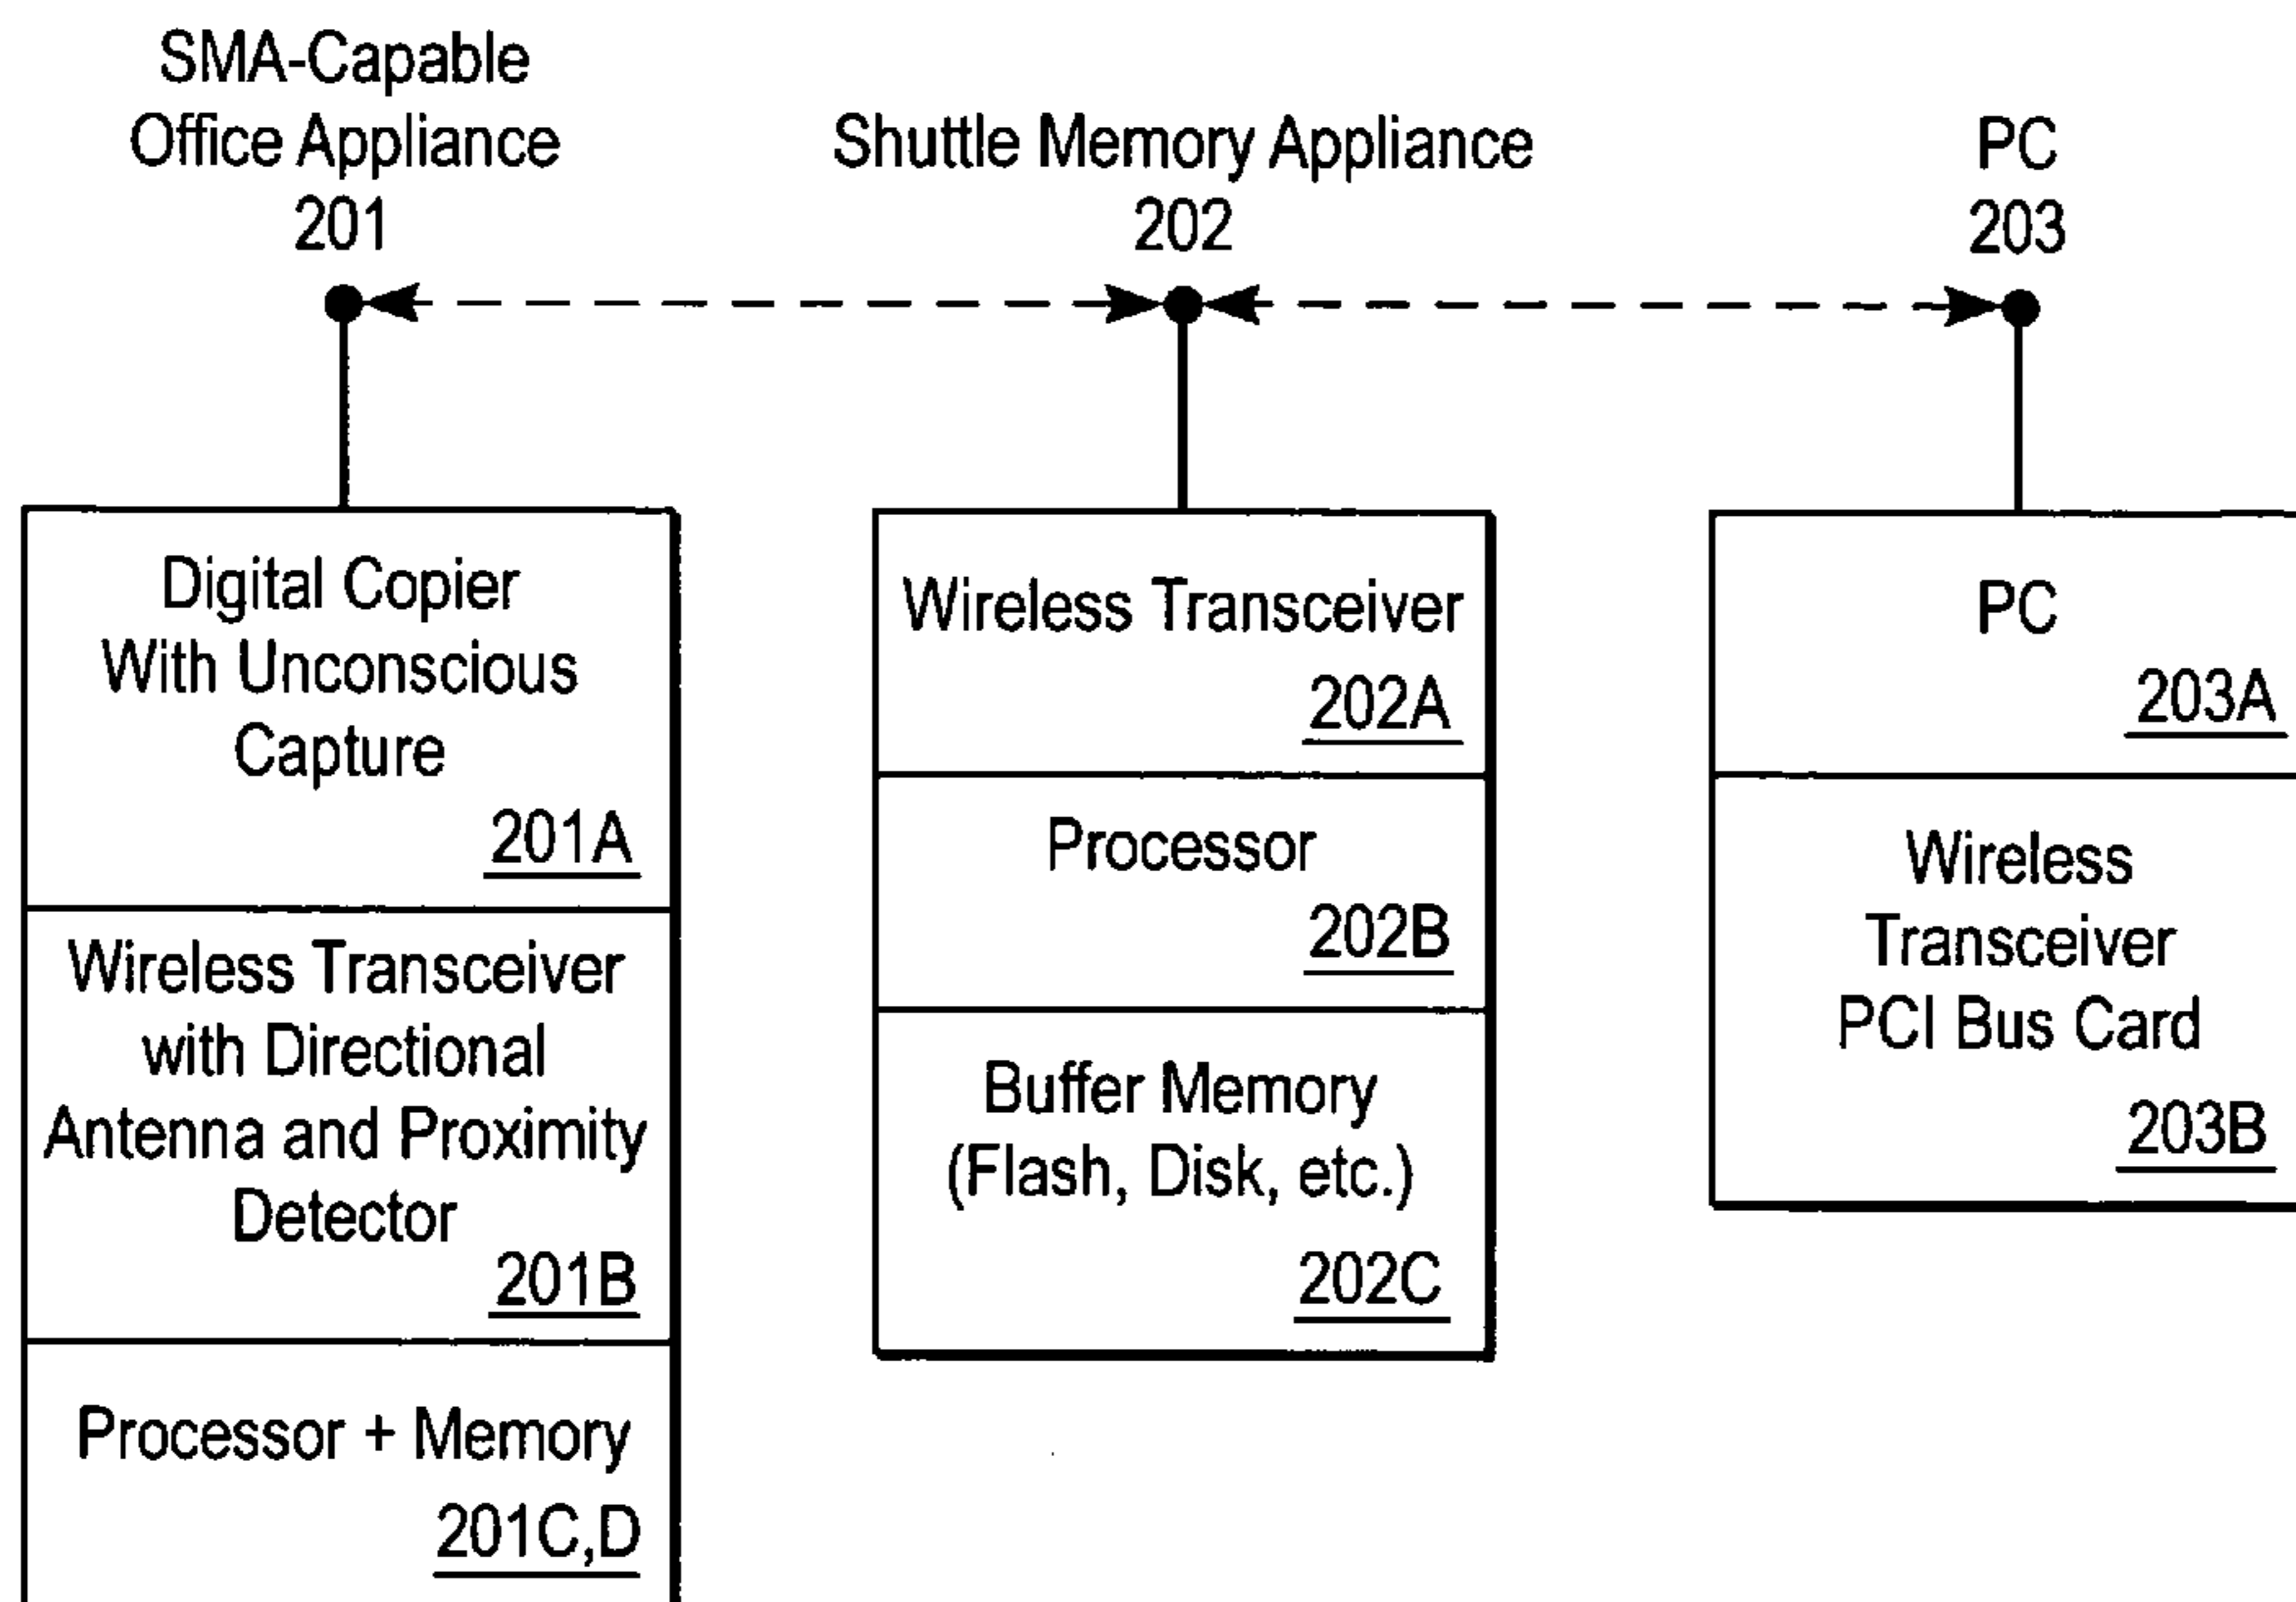 SMA-Capable
Office Appliance
201
Shuttle Memory Appliance
202
PC
203
Digital Copier
With Unconscious
Capture
201A
Wireless Transceiver
with Directional
Antenna and Proximity
Detector
201B
Processor + Memory
201C,D
Wireless Transceiver
202A
Processor
202B
Buffer Memory
(Flash, Disk, etc.)
202C
PC
203A
Wireless
Transceiver
PCI Bus Card
203B